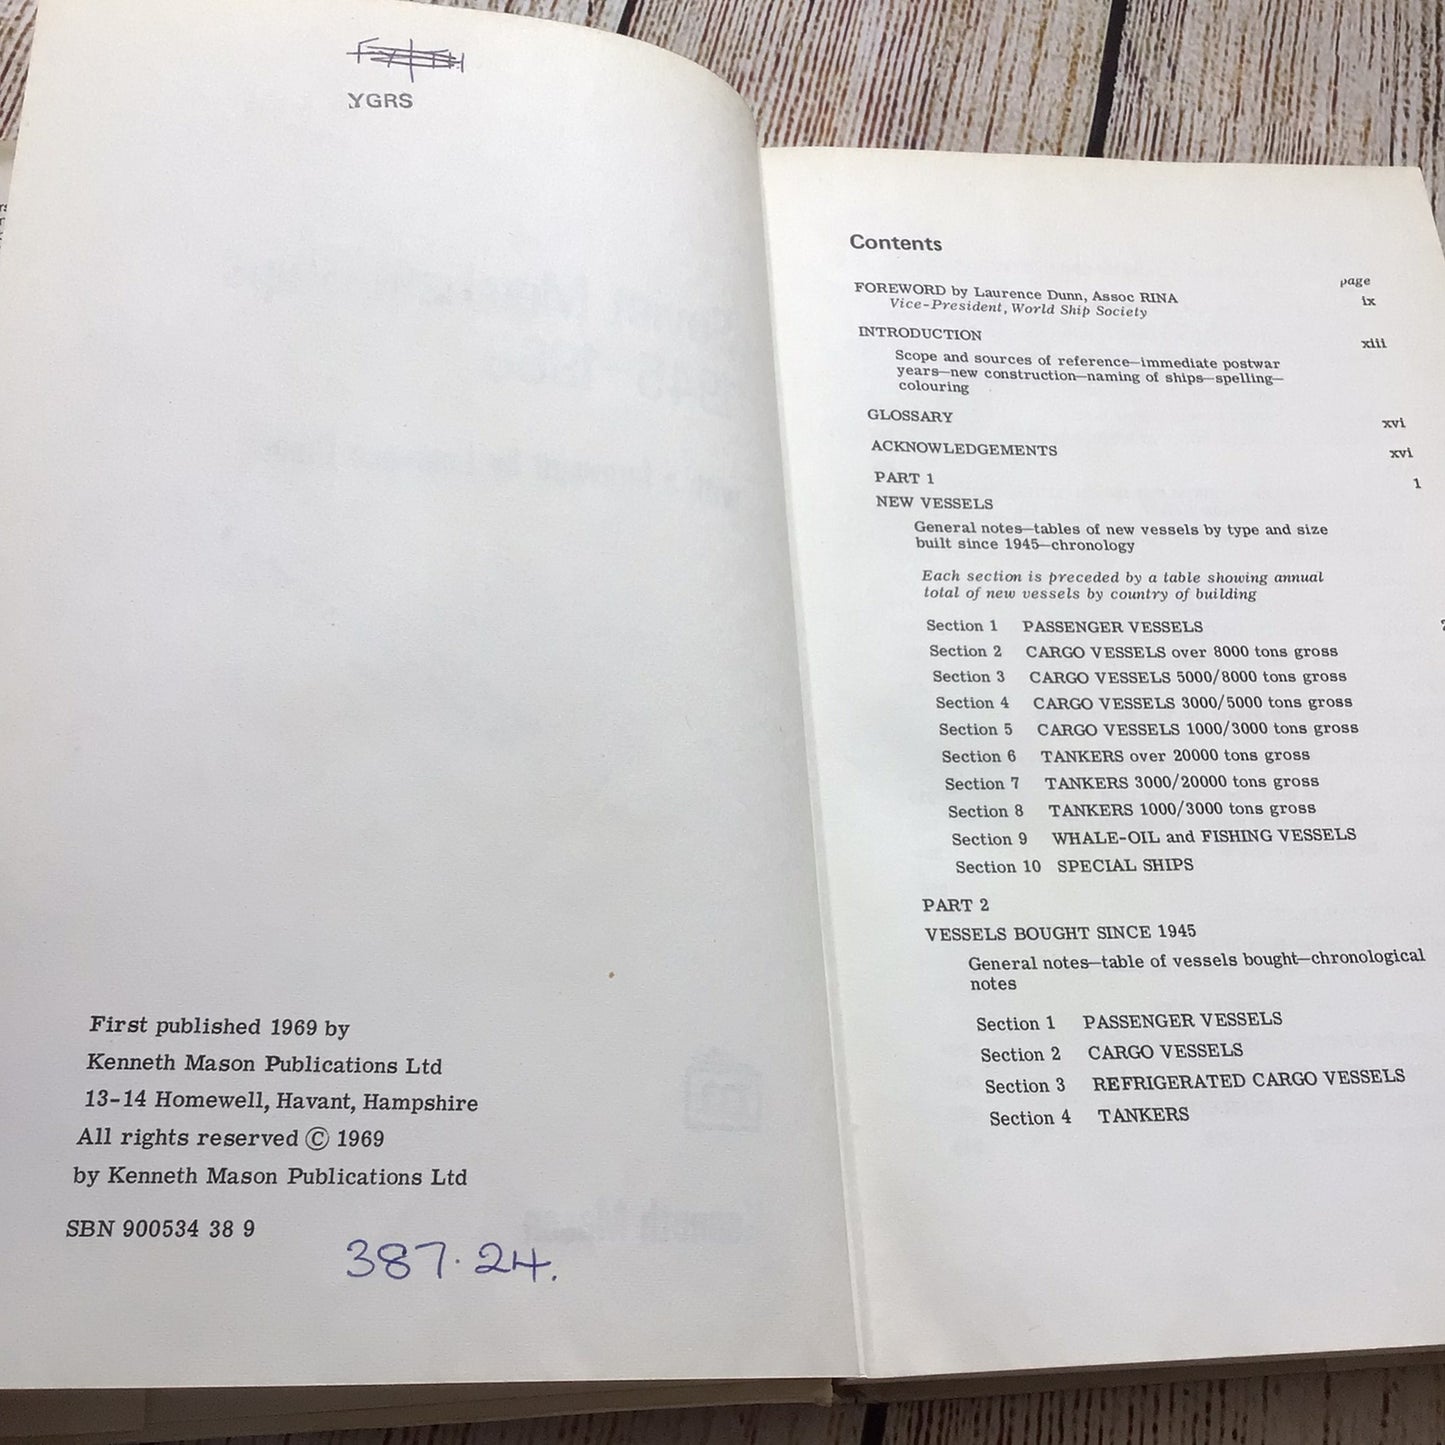 YGRS
First published 1969 by
Kenneth Mason Publications Ltd
13-14 Homewell, Havant, Hampshire
All rights reserved © 1969
by Kenneth Mason Publications Ltd
SBN 900534 38 9
387.24.
Contents
page
FOREWORD by Laurence Dunn, Assoc RINA ix
Vice-President, World Ship Society
INTRODUCTION xiii
Scope and sources of reference—immediate postwar
years—new construction—naming of ships—spelling—
colouring
GLOSSARY xvi
ACKNOWLEDGEMENTS xvi
PART 1 1
NEW VESSELS
General notes—tables of new vessels by type and size
built since 1945—chronology
Each section is preceded by a table showing annual
total of new vessels by country of building
Section 1 PASSENGER VESSELS
Section 2 CARGO VESSELS over 8000 tons gross
Section 3 CARGO VESSELS 5000/8000 tons gross
Section 4 CARGO VESSELS 3000/5000 tons gross
Section 5 CARGO VESSELS 1000/3000 tons gross
Section 6 TANKERS over 20000 tons gross
Section 7 TANKERS 3000/20000 tons gross
Section 8 TANKERS 1000/3000 tons gross
Section 9 WHALE-OIL and FISHING VESSELS
Section 10 SPECIAL SHIPS
PART 2
VESSELS BOUGHT SINCE 1945
General notes—table of vessels bought—chronological
notes
Section 1 PASSENGER VESSELS
Section 2 CARGO VESSELS
Section 3 REFRIGERATED CARGO VESSELS
Section 4 TANKERS